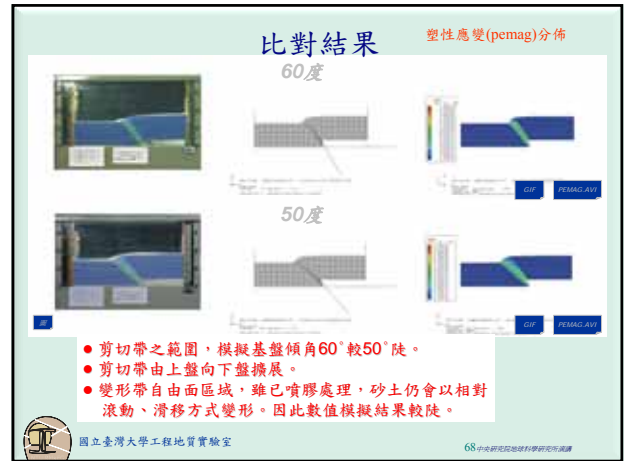 比對結果
塑性應變(pemag)分佈
60度
GIF
PEMAG.AVI
50度
圖
GIF
PEMAG.AVI
● 剪切帶之範圍，模擬基盤傾角60°較50°陡。
● 剪切帶由上盤向下盤擴展。
● 變形帶自由面區域，雖已噴膠處理，砂土仍會以相對
滾動、滑移方式變形。因此數值模擬結果較陡。
國立臺灣大學工程地質實驗室
68中央研究院地球科學研究所演講